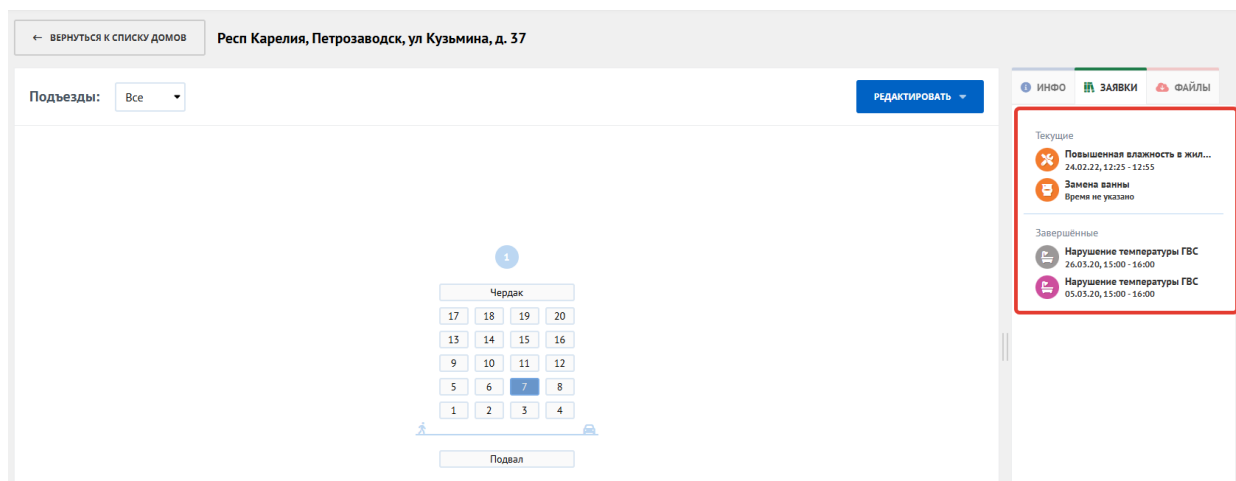 ← ВЕРНУТЬСЯ К СПИСКУ ДОМОВ
Респ Карелия, Петрозаводск, ул Кузьмина, д. 37
Подъезды: Все
РЕДАКТИРОВАТЬ
ИНФО ЗАЯВКИ ФАЙЛЫ
Текущие
Повышенная влажность в жил...
24.02.22, 12:25 - 12:55
Замена ванны
Время не указано
Завершённые
Нарушение температуры ГВС
26.03.20, 15:00 - 16:00
Нарушение температуры ГВС
05.03.20, 15:00 - 16:00
1
Чердак
17 18 19 20
13 14 15 16
9 10 11 12
5 6 7 8
1 2 3 4
Подвал